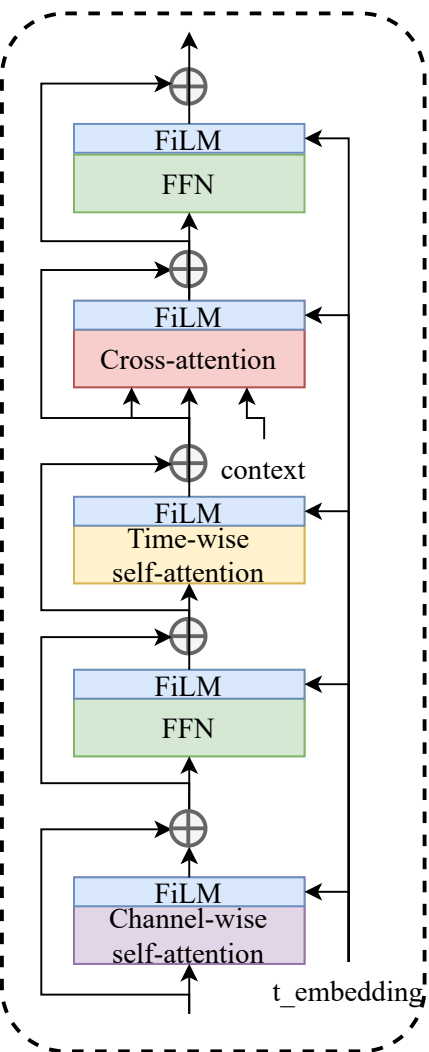 FiLM
FFN
FiLM
Cross-attention
context
FiLM
Time-wise
self-attention
FiLM
FFN
FiLM
Channel-wise
self-attention
t_embedding